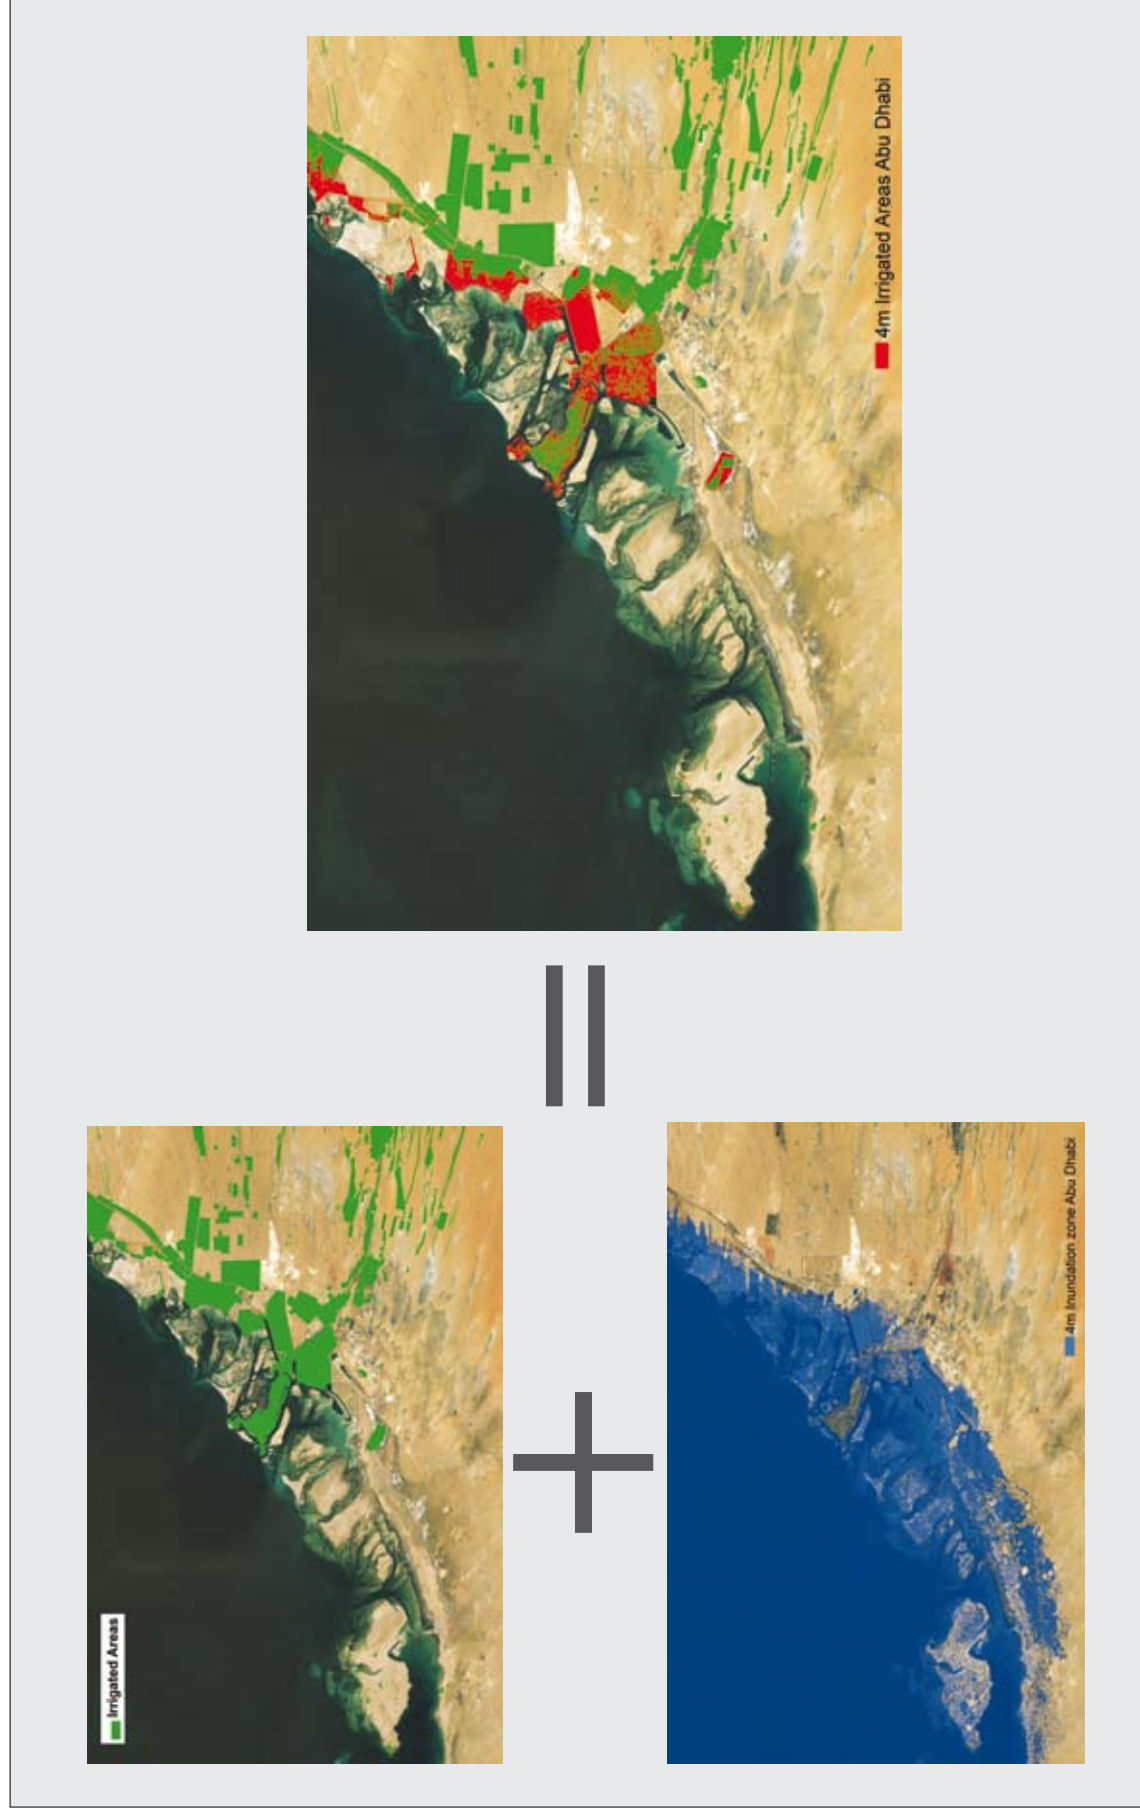 Irrigated Areas
4m Inundation zone Abu Dhabi
4m Irrigated Areas Abu Dhabi